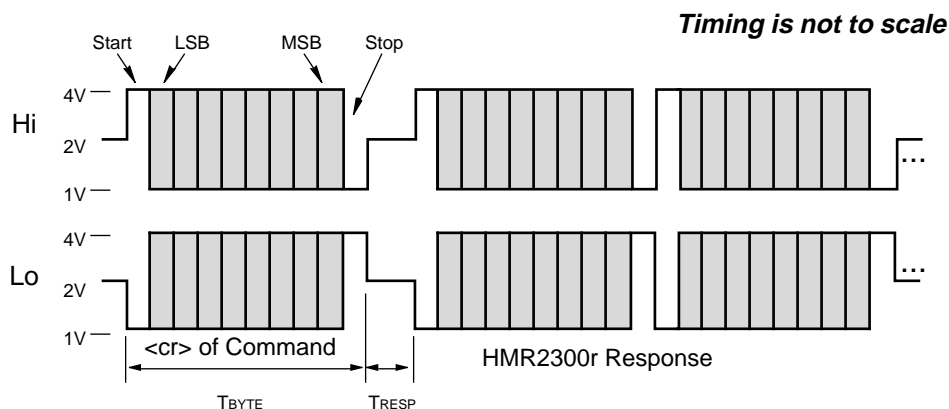 Timing is not to scale
Start LSB MSB Stop
4V
Hi
2V
...
1V
4V
Lo
2V
...
1V
<cr> of Command
HMR2300r Response
TBYTE TRESP